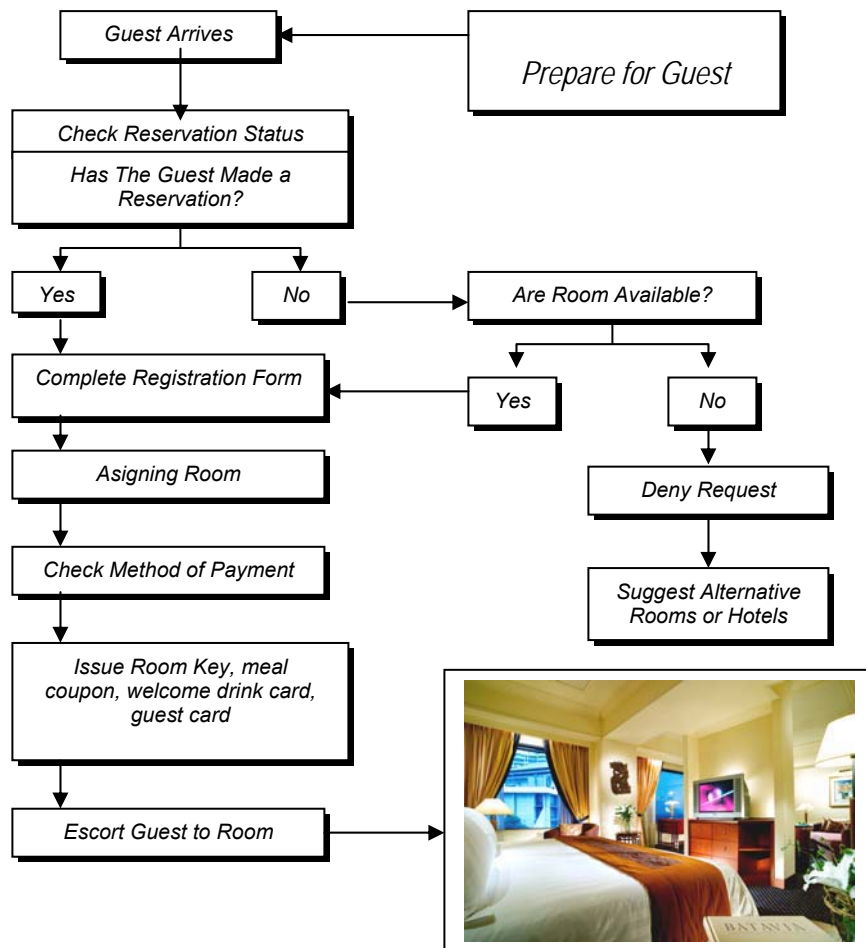 Guest Arrives
Prepare for Guest
Check Reservation Status
Has The Guest Made a
Reservation?
Yes
No
Are Room Available?
Complete Registration Form
Yes
No
Asigning Room
Deny Request
Check Method of Payment
Suggest Alternative
Rooms or Hotels
Issue Room Key, meal
coupon, welcome drink card,
guest card
Escort Guest to Room
BATAVIA